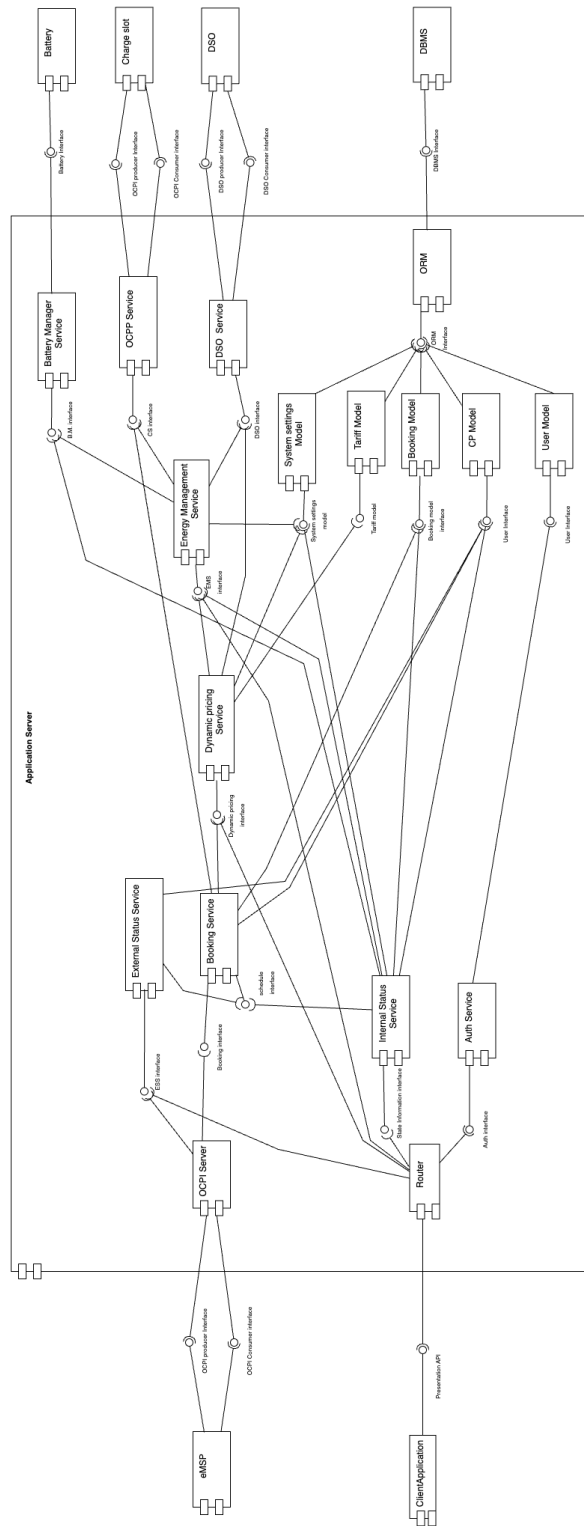 Application Server
Battery Manager
Service
Battery
B.M. interface
Battery Interface
External Status Service
OCPP Service
Charge slot
ESS interface
CS interface
OCPI producer Interface
OCPI Consumer interface
eMSP
OCPI producer Interface
OCPI Consumer interface
OCPI Server
Booking interface
Booking Service
schedule
interface
Dynamic pricing
interface
Dynamic pricing
Service
EMS
interface
Energy Management
Service
DSO interface
DSO Service
DSO producer Interface
DSO Consumer interface
DSO
System settings
Model
System settings
model
Tariff Model
Tariff model
Internal Status
Service
State Information interface
Booking Model
Booking model
interface
ORM
interface
ORM
DBMS Interface
DBMS
ClientApplication
Presentation API
Router
CP Model
User Interface
Auth Service
Auth interface
User Model
User Interface